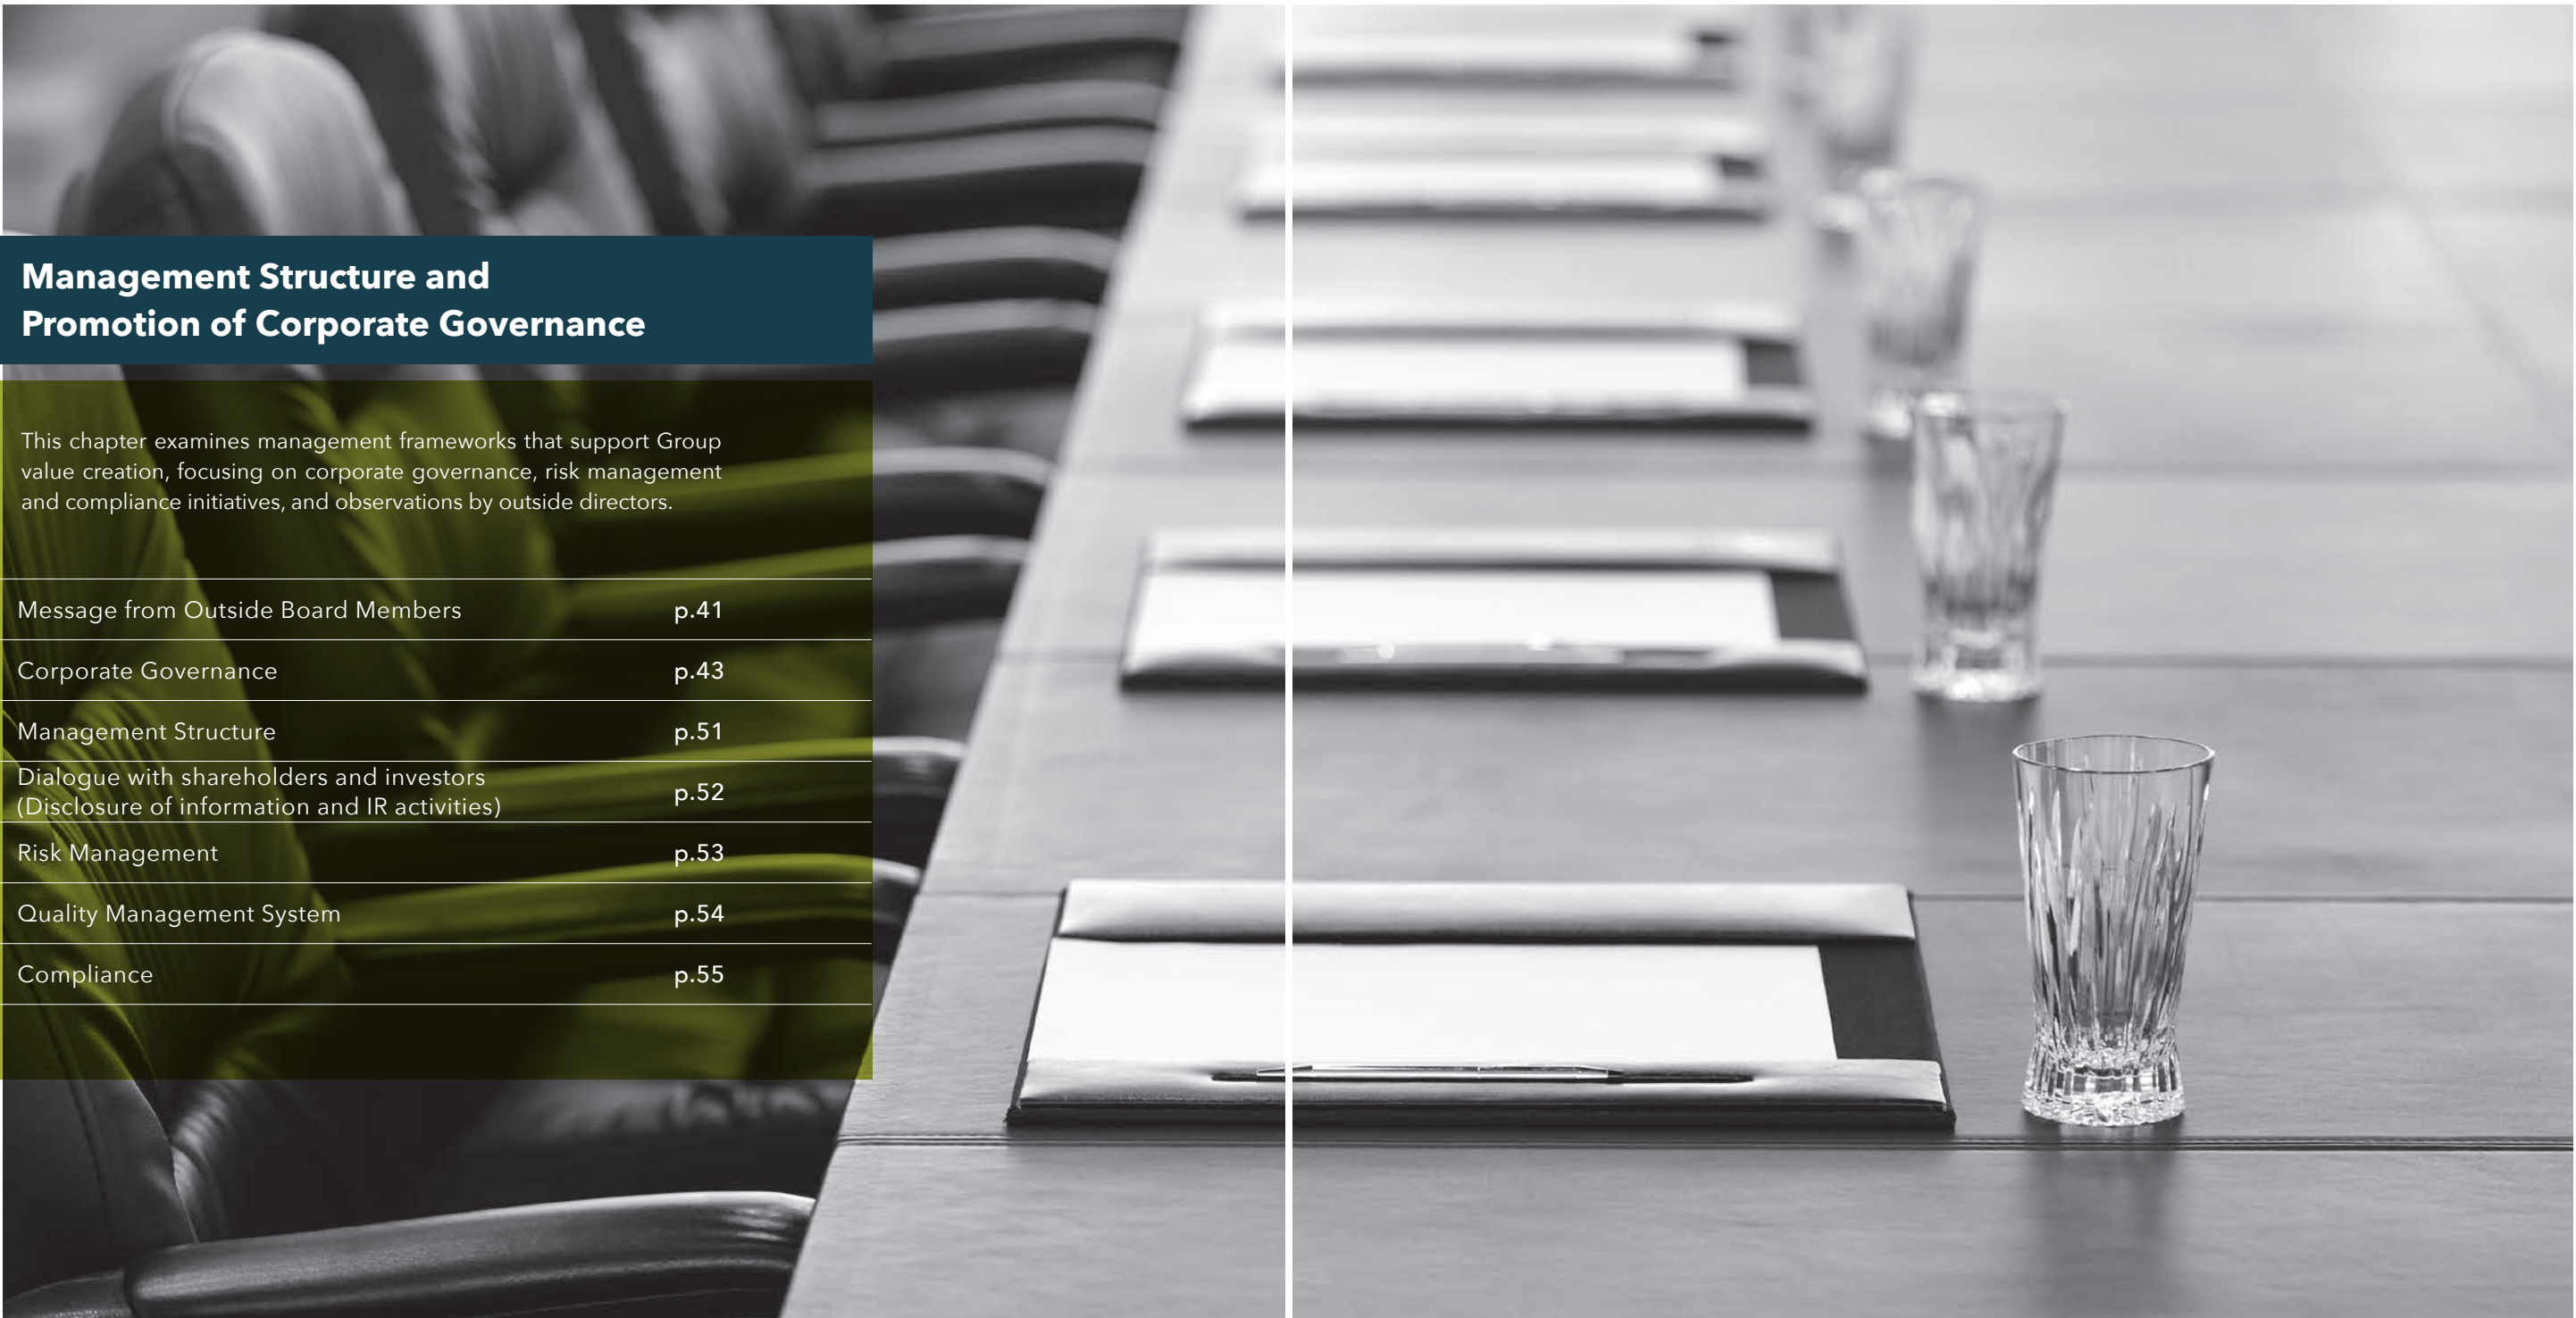 Management Structure and
Promotion of Corporate Governance
This chapter examines management frameworks that support Group
value creation, focusing on corporate governance, risk management
and compliance initiatives, and observations by outside directors.
Message from Outside Board Members p.41
Corporate Governance p.43
Management Structure p.51
Dialogue with shareholders and investors
(Disclosure of information and IR activities) p.52
Risk Management p.53
Quality Management System p.54
Compliance p.55